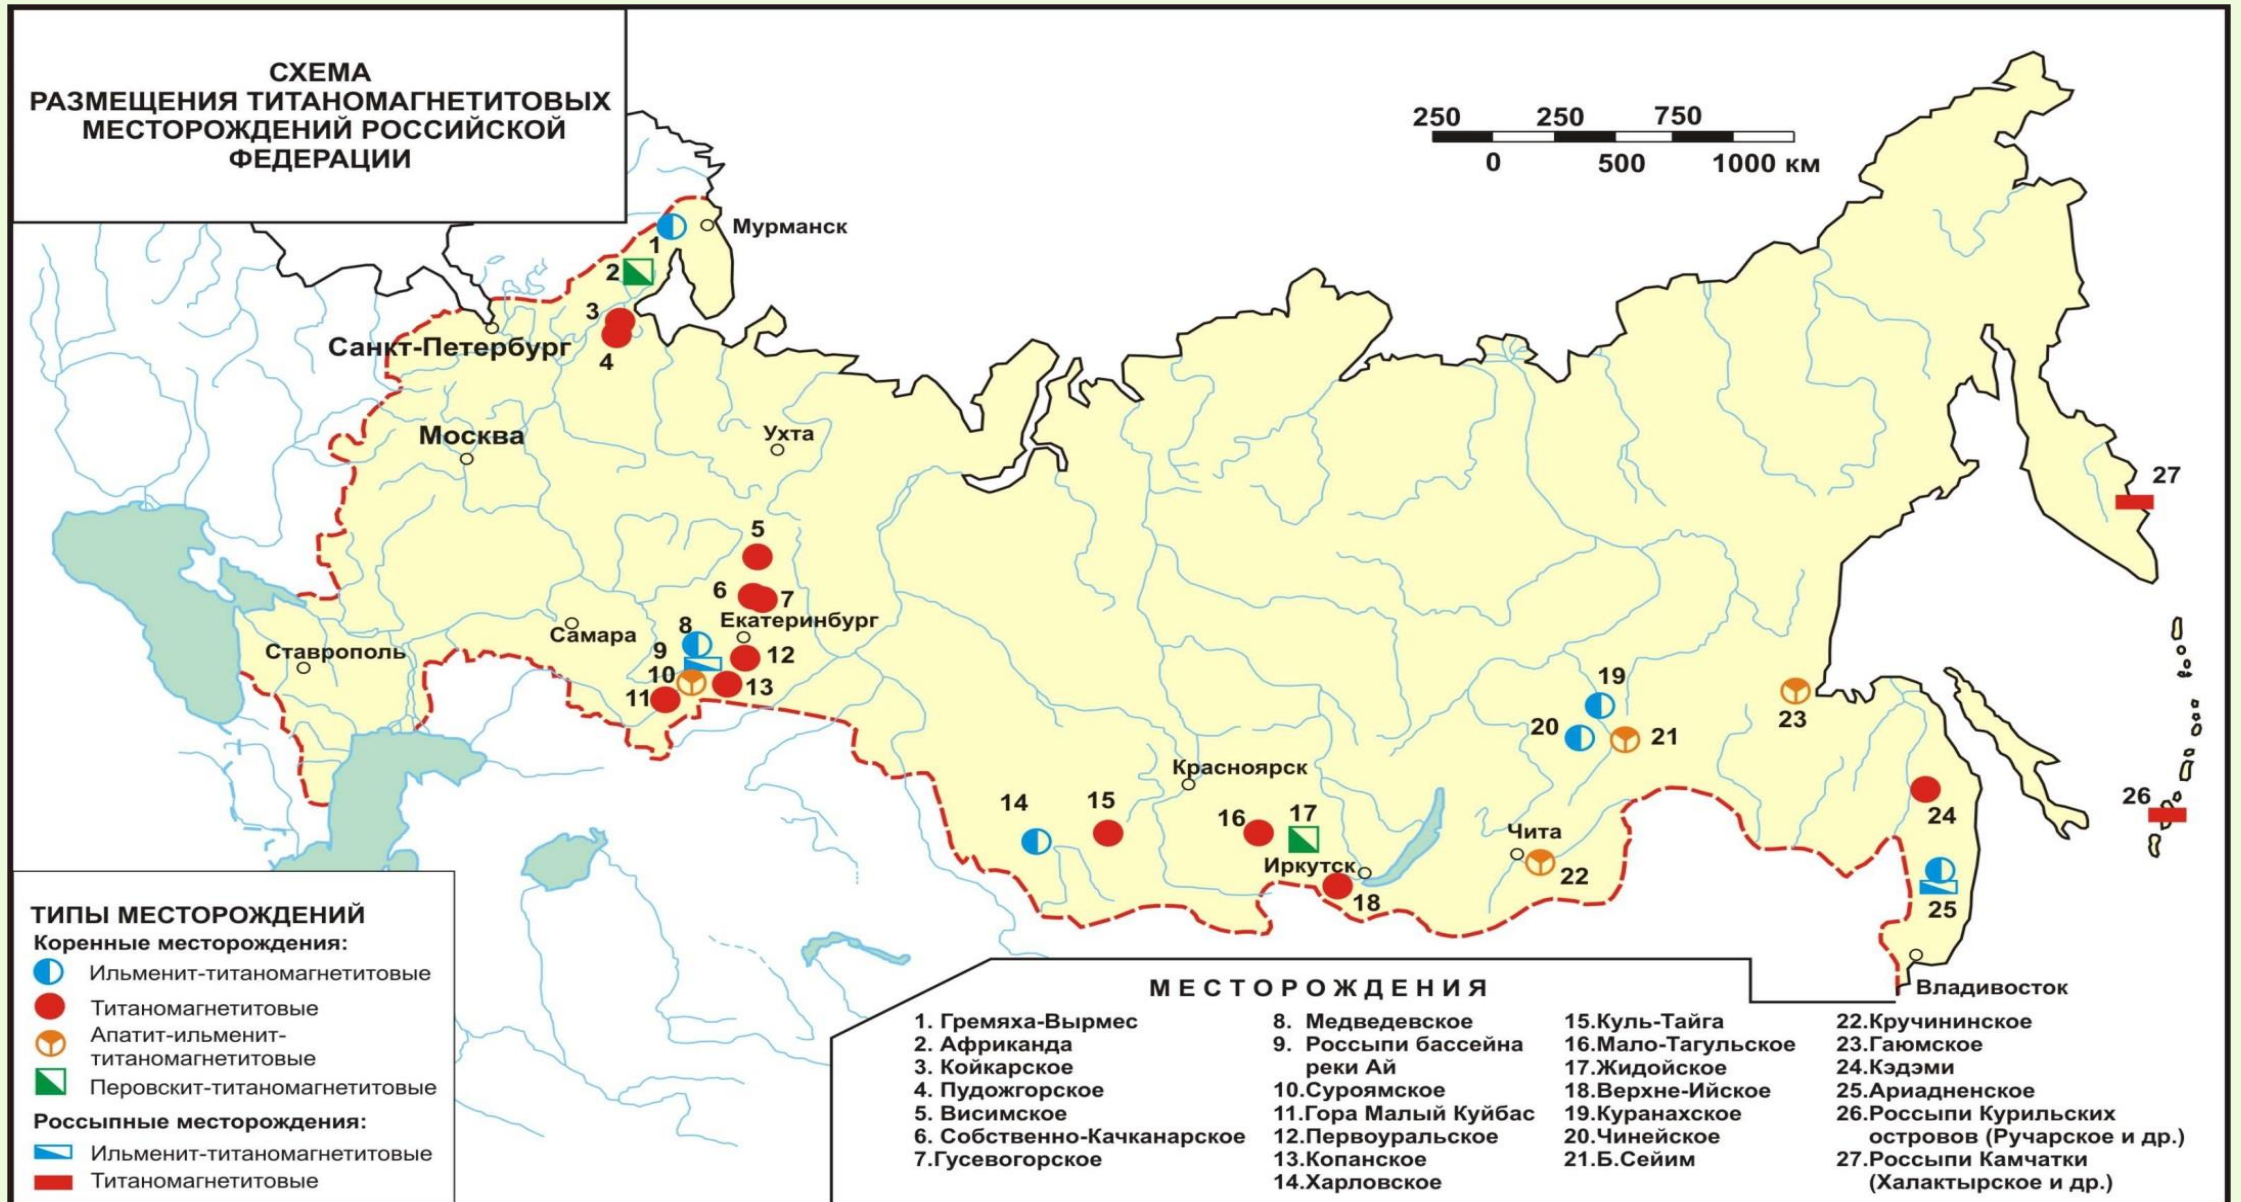 СХЕМА
РАЗМЕЩЕНИЯ ТИТАНОМАГНЕТИТОВЫХ
МЕСТОРОЖДЕНИЙ РОССИЙСКОЙ
ФЕДЕРАЦИИ
250 250 750
0 500 1000 км
Мурманск
1
2
3
4
Санкт-Петербург
Москва
Ухта
27
5
6 7
Екатеринбург
8
Самара
9 12
Ставрополь
10
11 13
19
20 21
23
Красноярск
14 15 16 17
26
24
Чита
Иркутск
22
18
25
Владивосток
ТИПЫ МЕСТОРОЖДЕНИЙ
Коренные месторождения:
Ильменит-титаномагнетитовые
Титаномагнетитовые
Апатит-ильменит-
титаномагнетитовые
Перовскит-титаномагнетитовые
Россыпные месторождения:
Ильменит-титаномагнетитовые
Титаномагнетитовые
МЕСТОРОЖДЕНИЯ
1. Гремяха-Вырмес
2. Африканда
3. Койкарское
4. Пудожгорское
5. Висимское
6. Собственно-Качканарское
7.Гусевогорское
8. Медведевское
9. Россыпи бассейна
реки Ай
10.Суроямское
11.Гора Малый Куйбас
12.Первоуральское
13.Копанское
14.Харловское
15.Куль-Тайга
16.Мало-Тагульское
17.Жидойское
18.Верхне-Ийское
19.Куранахское
20.Чинейское
21.Б.Сейим
22.Кручининское
23.Гаюмское
24.Кэдэми
25.Ариадненское
26.Россыпи Курильских
островов (Ручарское и др.)
27.Россыпи Камчатки
(Халактырское и др.)